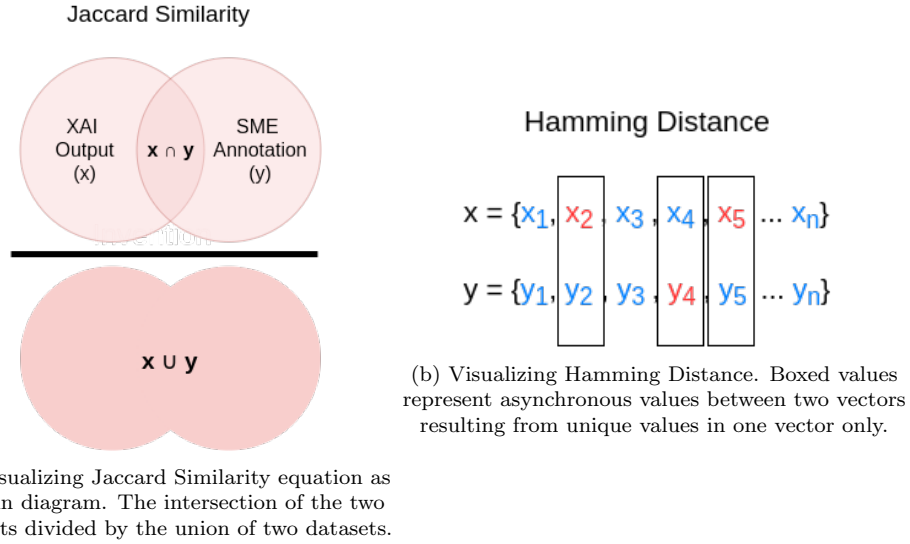 Jaccard Similarity
XAI
Output
(x)
x ∩ y
SME
Annotation
(y)
x ∪ y
sualizing Jaccard Similarity equation as
n diagram. The intersection of the two
ts divided by the union of two datasets.
Hamming Distance
x = {x1, x2, x3, x4, x5 ... xn}
y = {y1, y2, y3, y4, y5 ... yn}
(b) Visualizing Hamming Distance. Boxed values
represent asynchronous values between two vectors
resulting from unique values in one vector only.